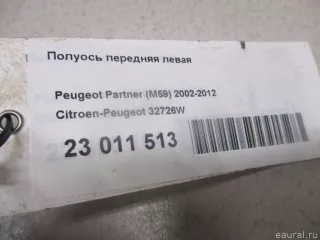 Полуось передняя левая
Peugeot Partner (M59) 2002-2012
Citroen-Peugeot 32726W
23 011 513
eaural.ru